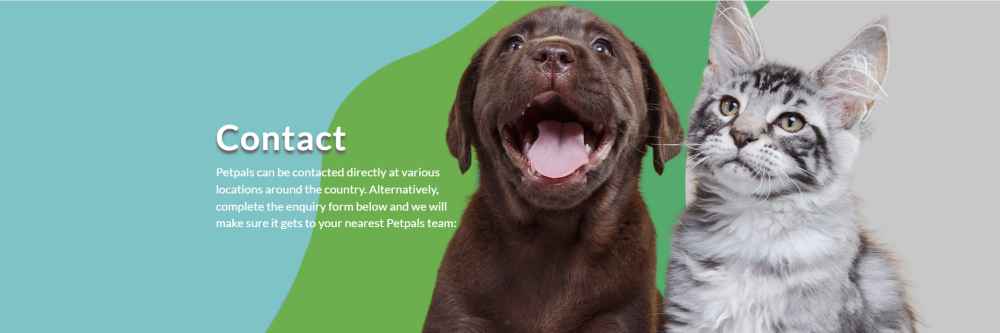 Contact
Petpals can be contacted directly at various
locations around the country. Alternatively,
complete the enquiry form below and we will
make sure it gets to your nearest Petpals team: